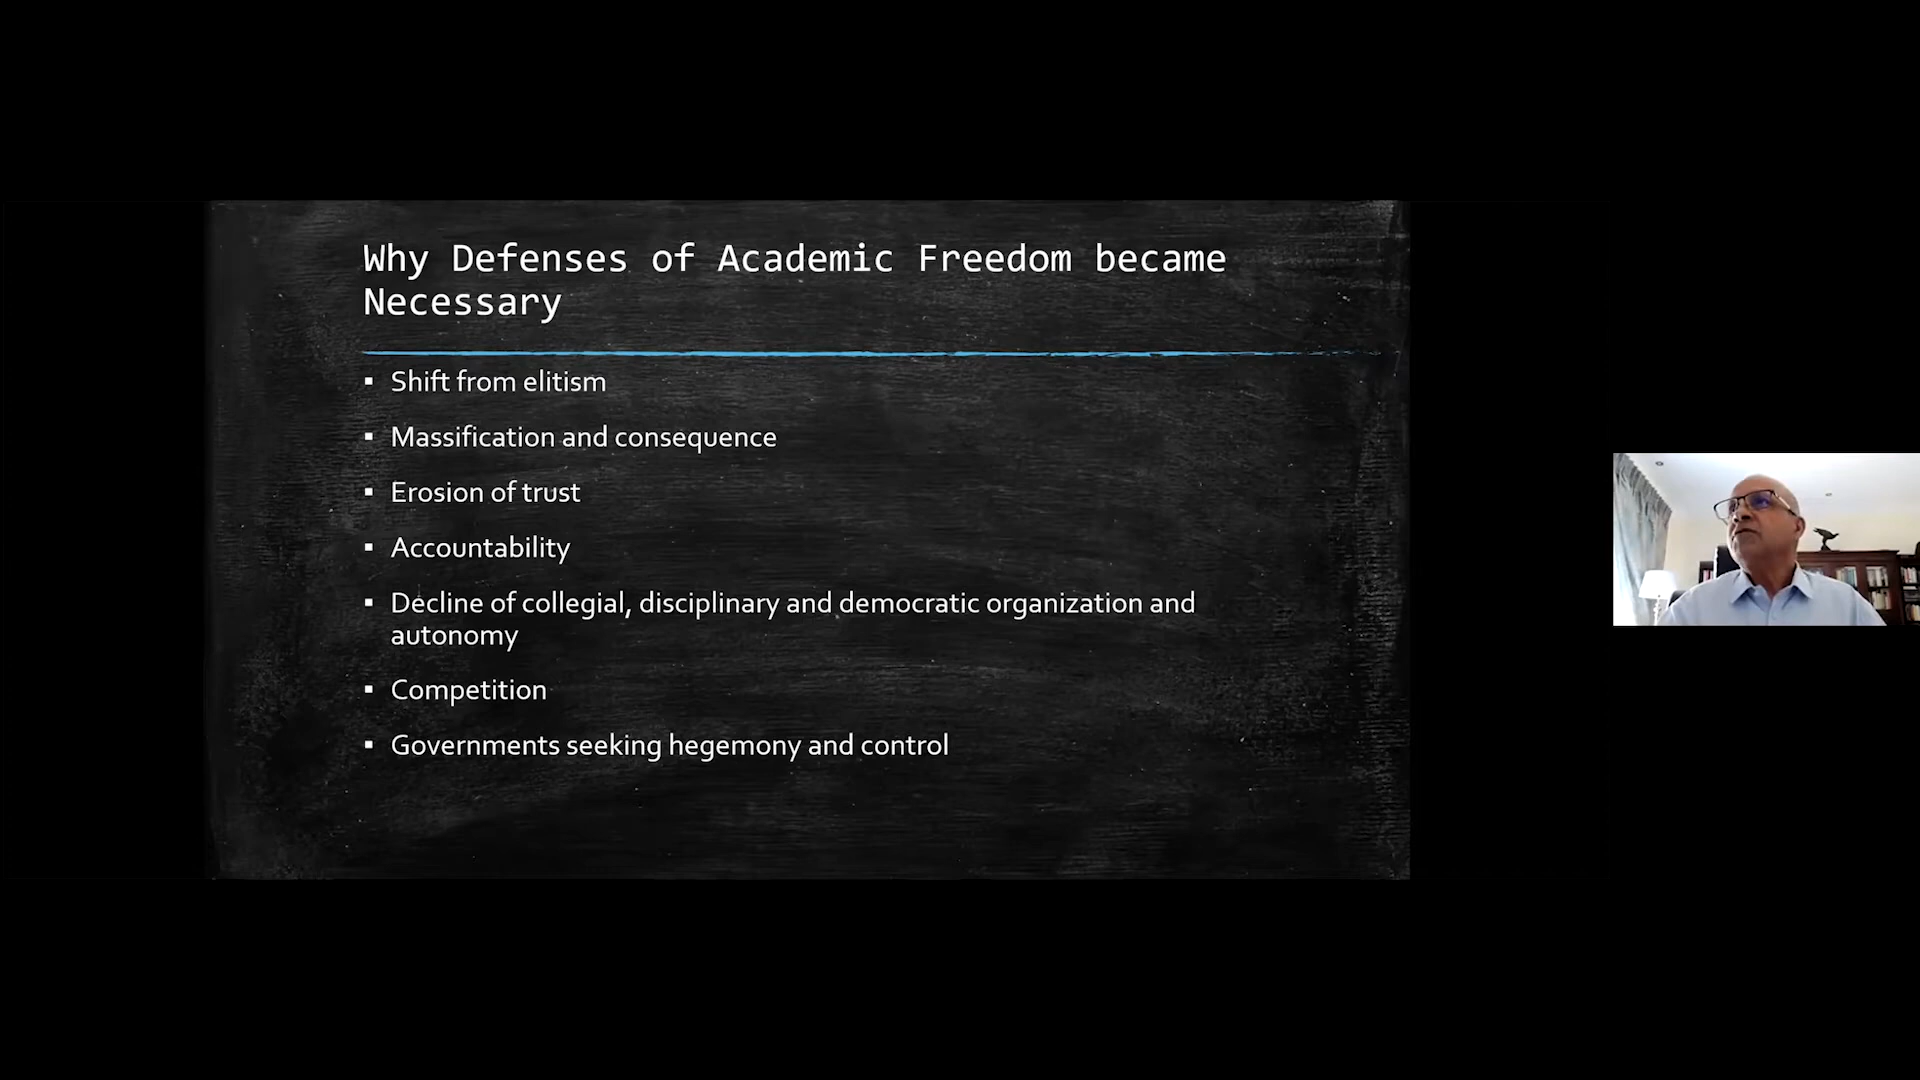 Why Defenses of Academic Freedom became
Necessary
▪ Shift from elitism
▪ Massification and consequence
▪ Erosion of trust
▪ Accountability
▪ Decline of collegial, disciplinary and democratic organization and
autonomy
▪ Competition
▪ Governments seeking hegemony and control